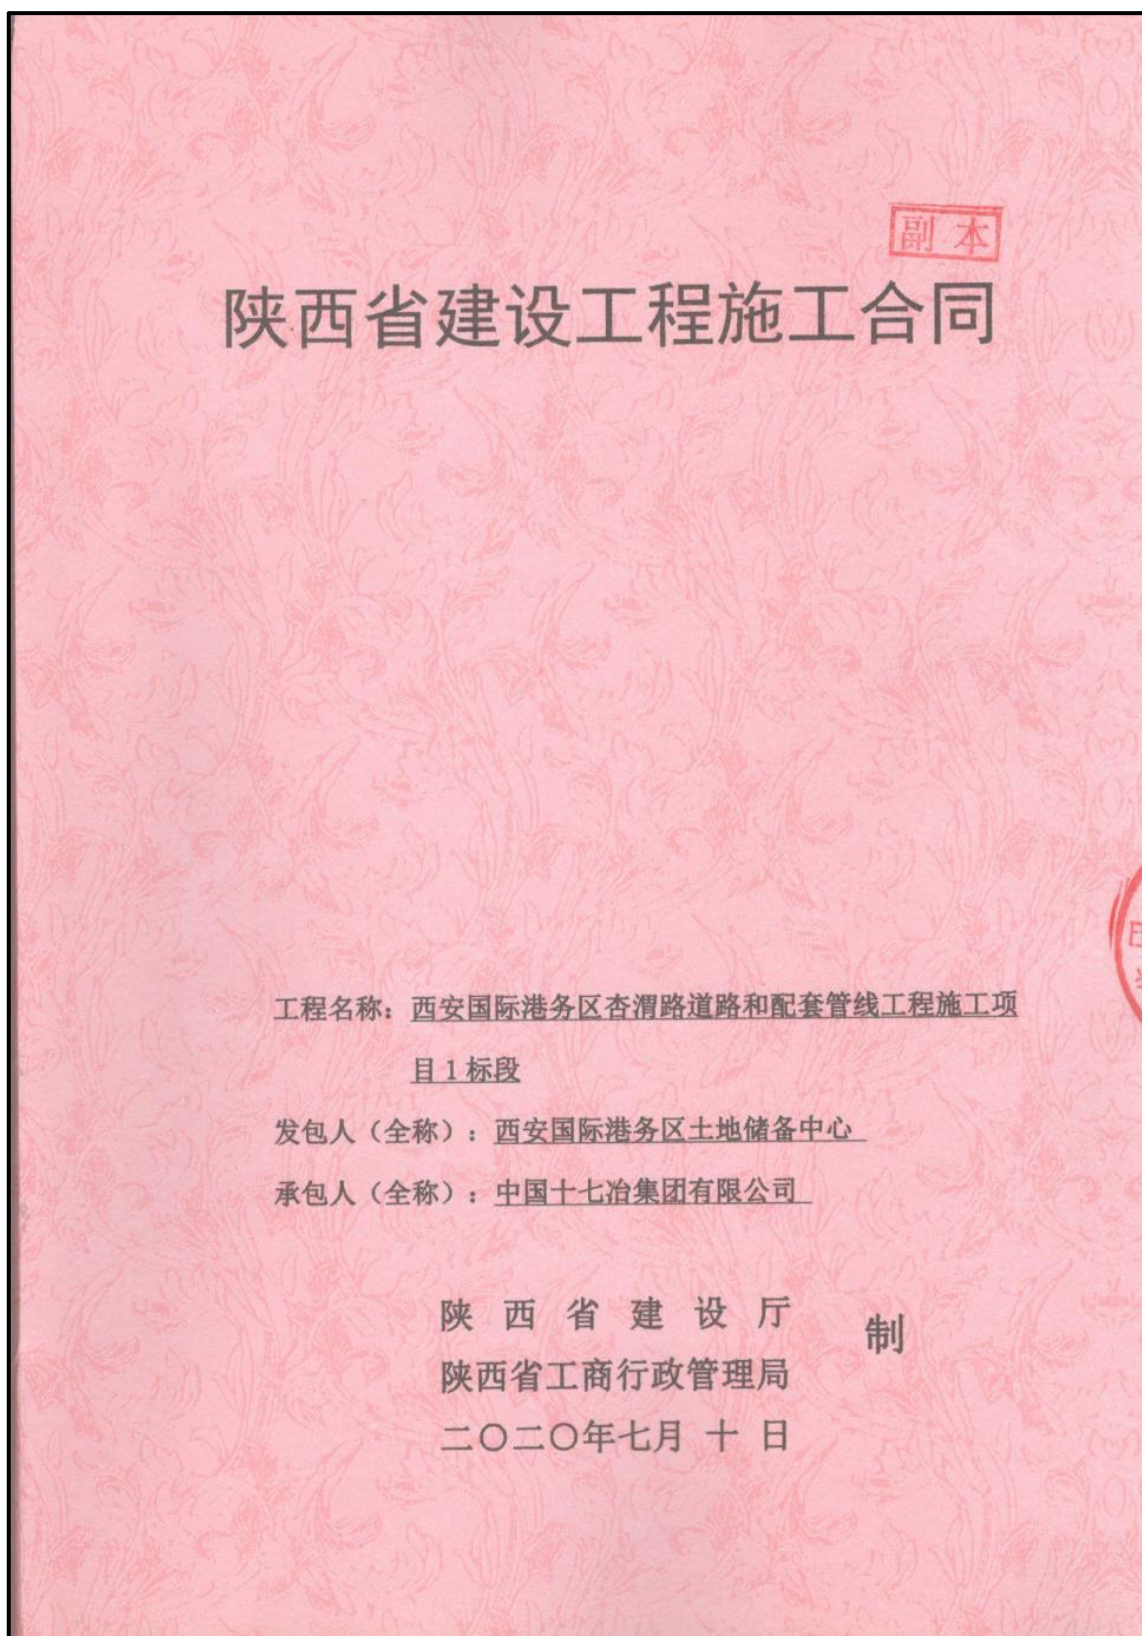 副本
陕西省建设工程施工合同
工程名称：西安国际港务区杏渭路道路和配套管线工程施工项
目1标段
发包人（全称）：西安国际港务区土地储备中心
承包人（全称）：中国十七冶集团有限公司
陕西省建设厅
制
陕西省工商行政管理局
二〇二〇年七月十日